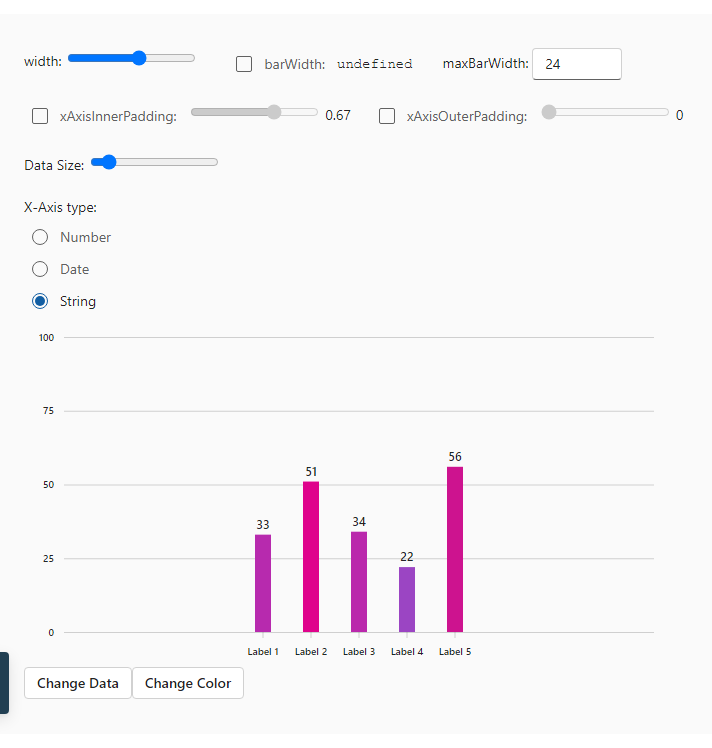 width: barWidth: undefined maxBarWidth: 24
xAxisInnerPadding: 0.67 xAxisOuterPadding: 0
Data Size:
X-Axis type:
Number
Date
String
100
75
56
51
50
33 34
22
25
0
Label 1 Label 2 Label 3 Label 4 Label 5
Change Data Change Color